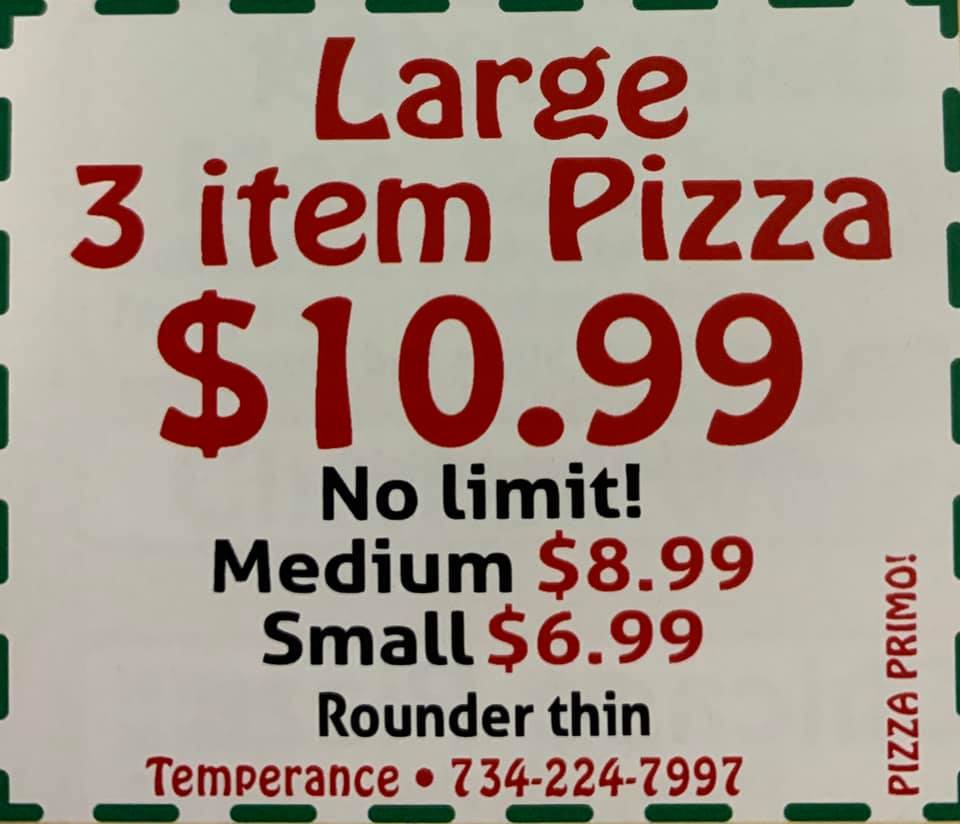 Large
3 item Pizza
$10.99
No limit!
Medium $8.99
Small $6.99
Rounder thin
Temperance • 734-224-7997
PIZZA PRIMO!